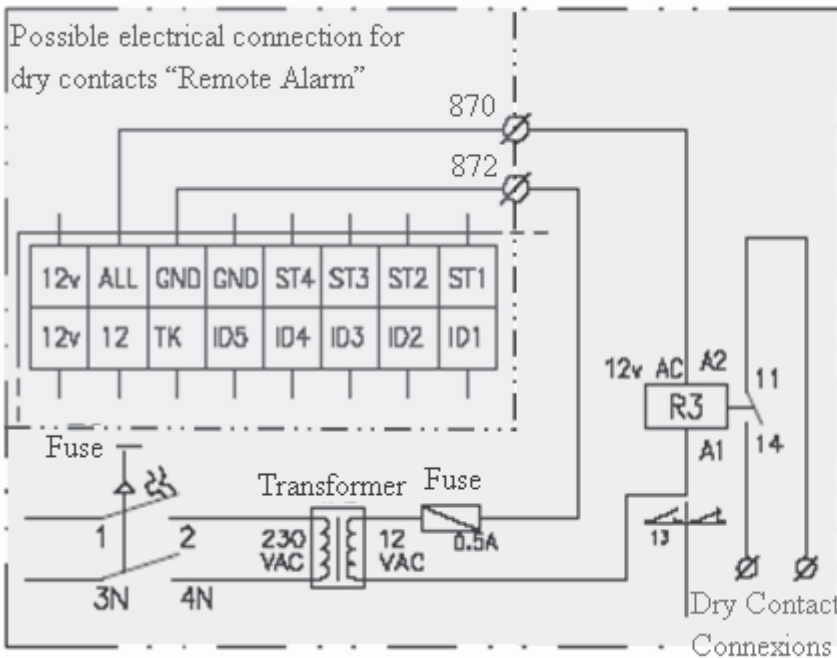 Possible electrical connection for
dry contacts “Remote Alarm”
870
872
12v ALL GND GND ST4 ST3 ST2 ST1
12v 12 TK ID5 ID4 ID3 ID2 ID1
12v AC A2
R3
A1
11
14
13
Fuse
1 2
3N 4N
Transformer
230
VAC
12
VAC
Fuse
0.5A
Dry Contact
Connexions